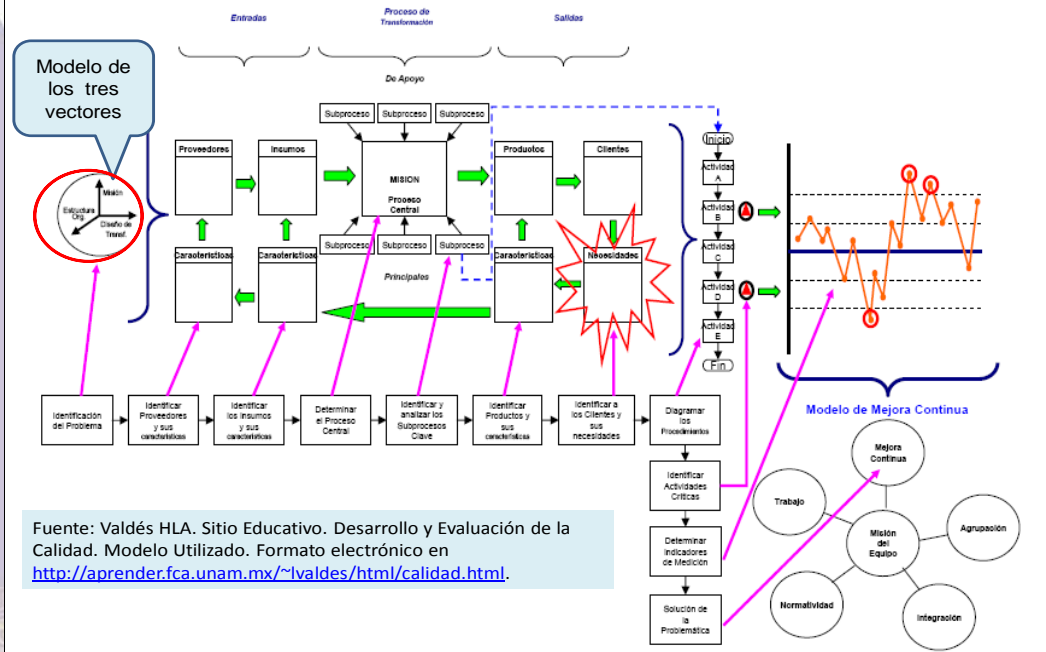 Entradas
Proceso de
Transformación
Salidas
Modelo de
los tres
vectores
De Apoyo
Subproceso
Subproceso
Subproceso
Proveedores
Insumos
MISION
Proceso
Central
Productos
Clientes
Inicio
Actividad
A
Actividad
B
Actividad
C
Actividad
D
Actividad
E
Fin
Misión
Estructura
Org.
Diseño de
Transf.
Subproceso
Subproceso
Subproceso
Características
Características
Principales
Características
Necesidades
Identificación
del Problema
Identificar
Proveedores
y sus
características
Identificar
los Insumos
y sus
características
Determinar
el Proceso
Central
Identificar y
analizar los
Subprocesos
Clave
Identificar
Productos y
sus características
Identificar a
los Clientes y
sus
necesidades
Diagramar
los
Procedimientos
Identificar
Actividades
Críticas
Determinar
Indicadores
de Medición
Solución de
la
Problemática
Modelo de Mejora Continua
Mejora
Continua
Trabajo
Agrupación
Misión
del
Equipo
Normatividad
Integración
Fuente: Valdés HLA. Sitio Educativo. Desarrollo y Evaluación de la
Calidad. Modelo Utilizado. Formato electrónico en
http://aprender.fca.unam.mx/~lvaldes/html/calidad.html.